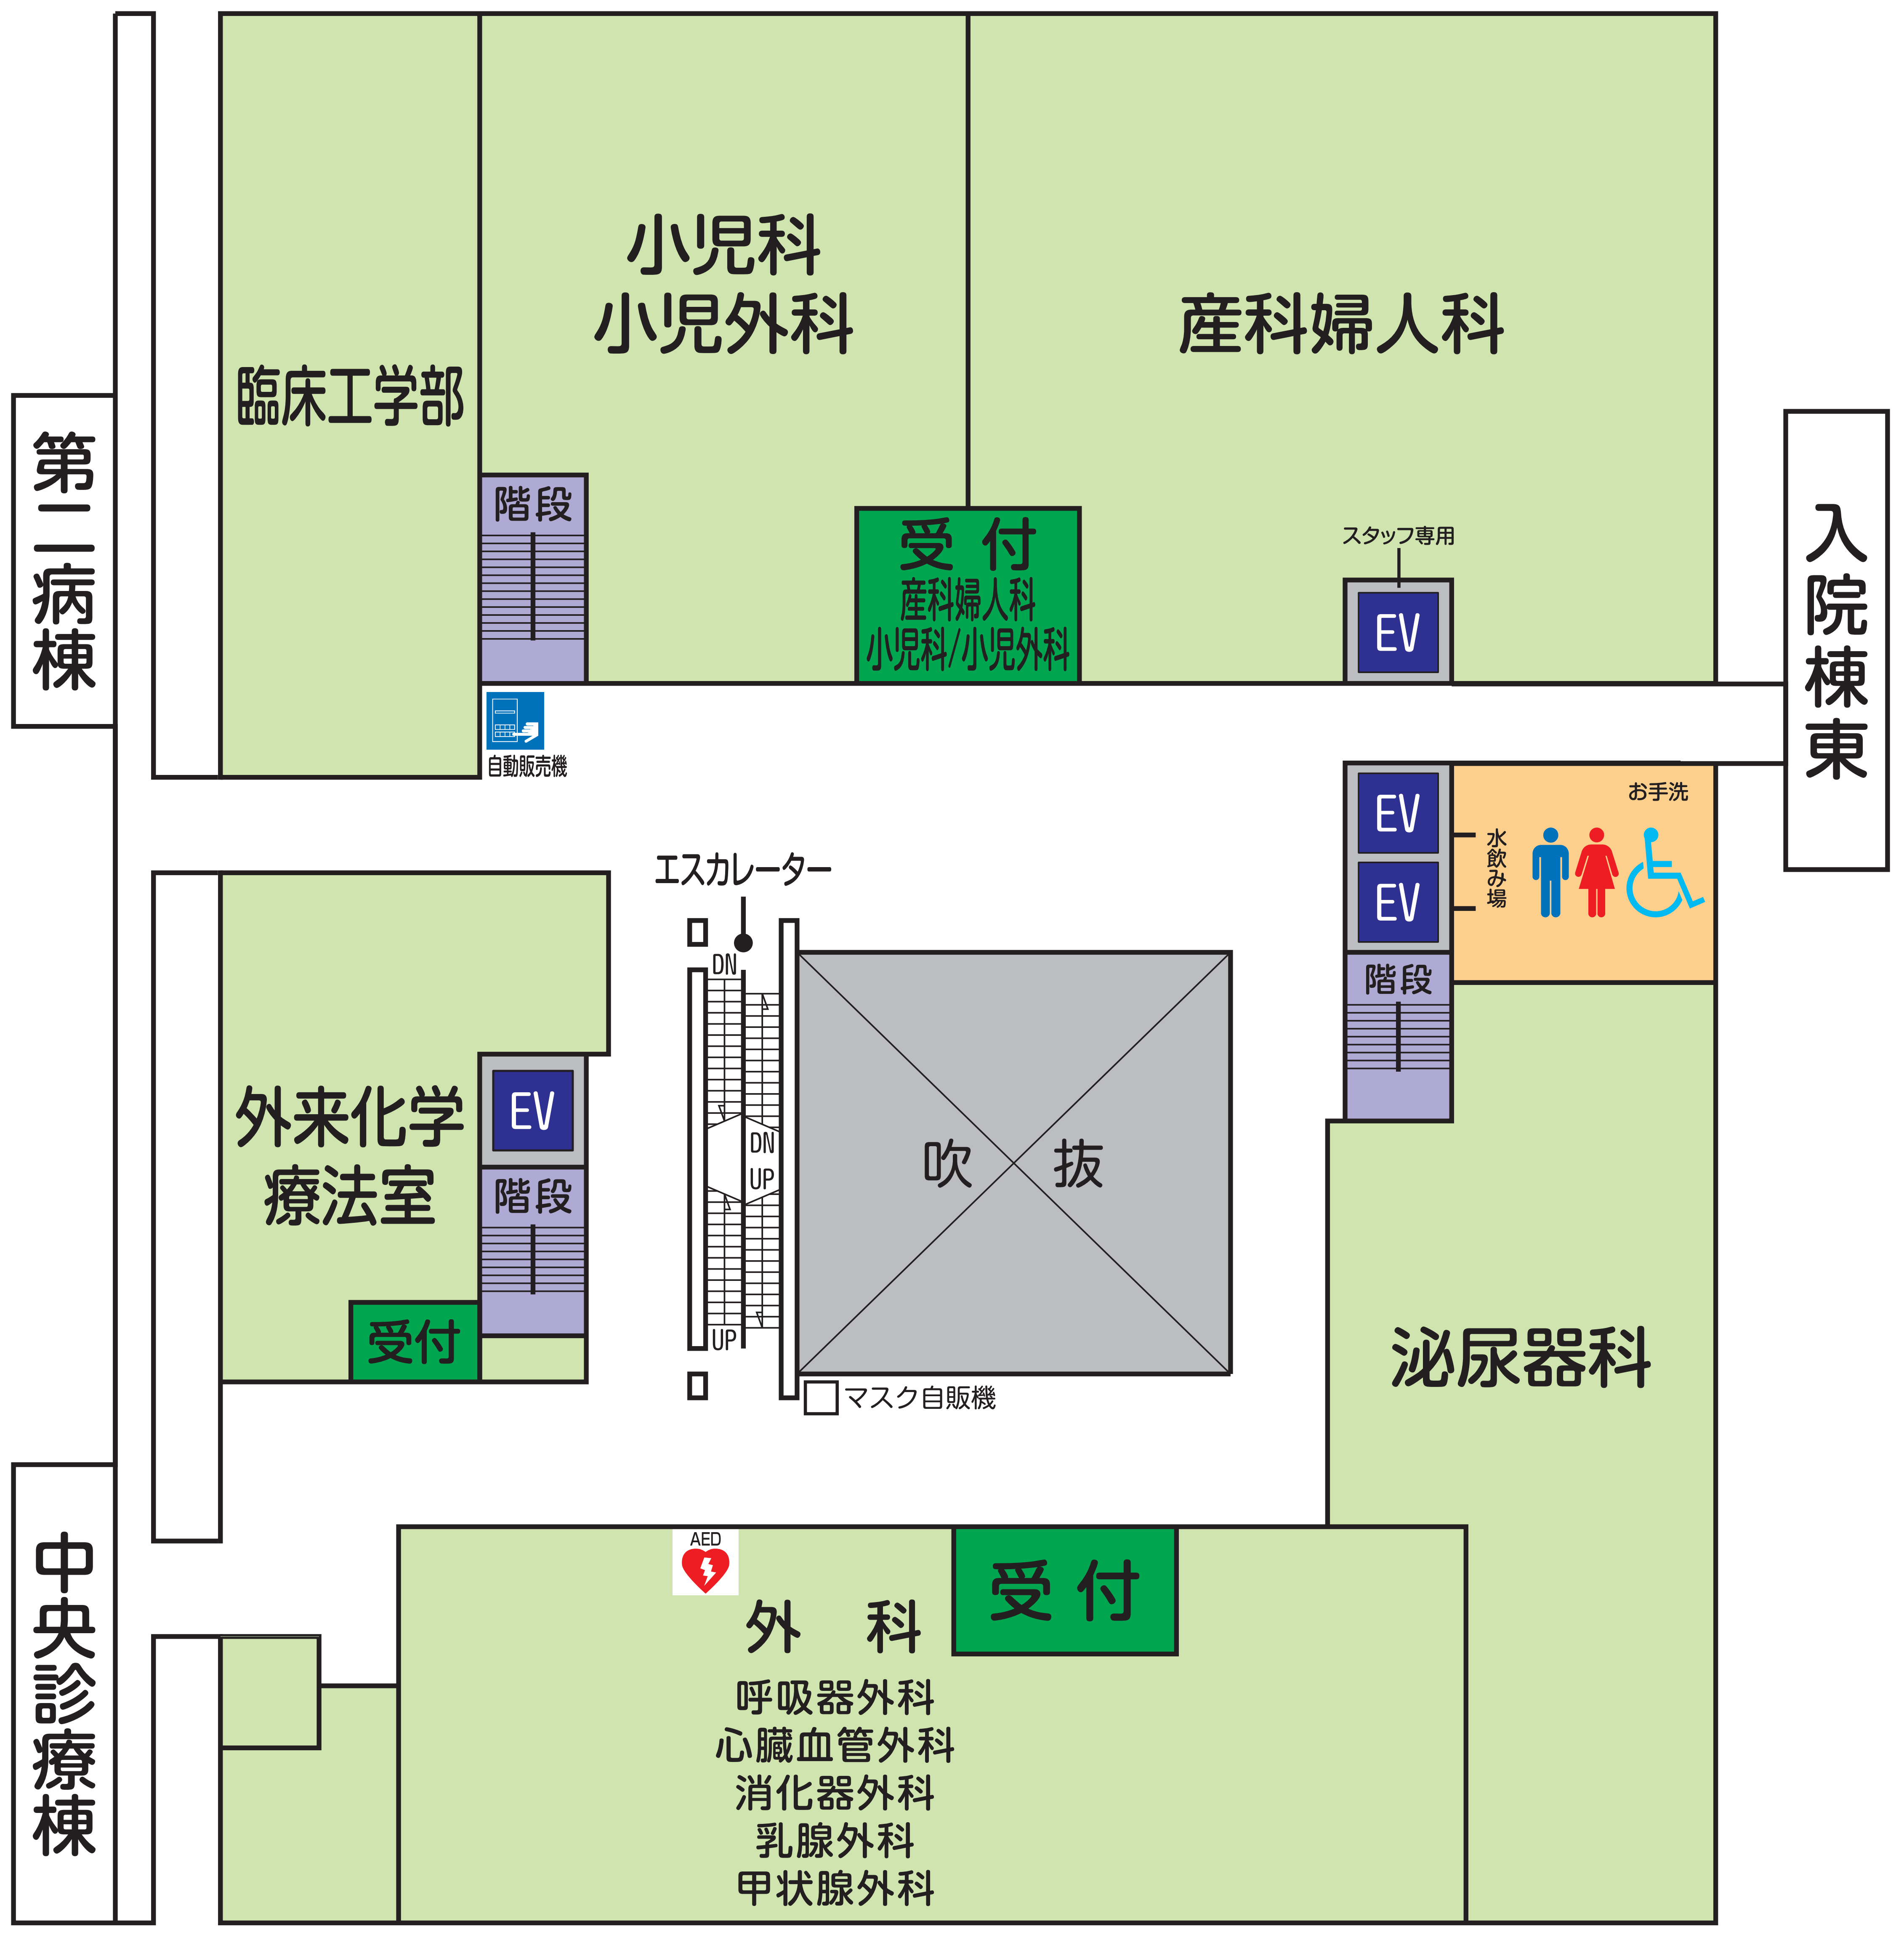 小児科
小児外科
産科婦人科
臨床工学部
第二病棟
入院棟東
階段
受付
産科婦人科
小児科/小児外科
スタッフ専用
EV
自動販売機
EV
EV
お手洗
水飲み場
エスカレーター
DN
階段
外来化学
療法室
EV
階段
DN
UP
吹抜
受付
UP
マスク自販機
泌尿器科
中央診療棟
AED
受付
外科
呼吸器外科
心臓血管外科
消化器外科
乳腺外科
甲状腺外科